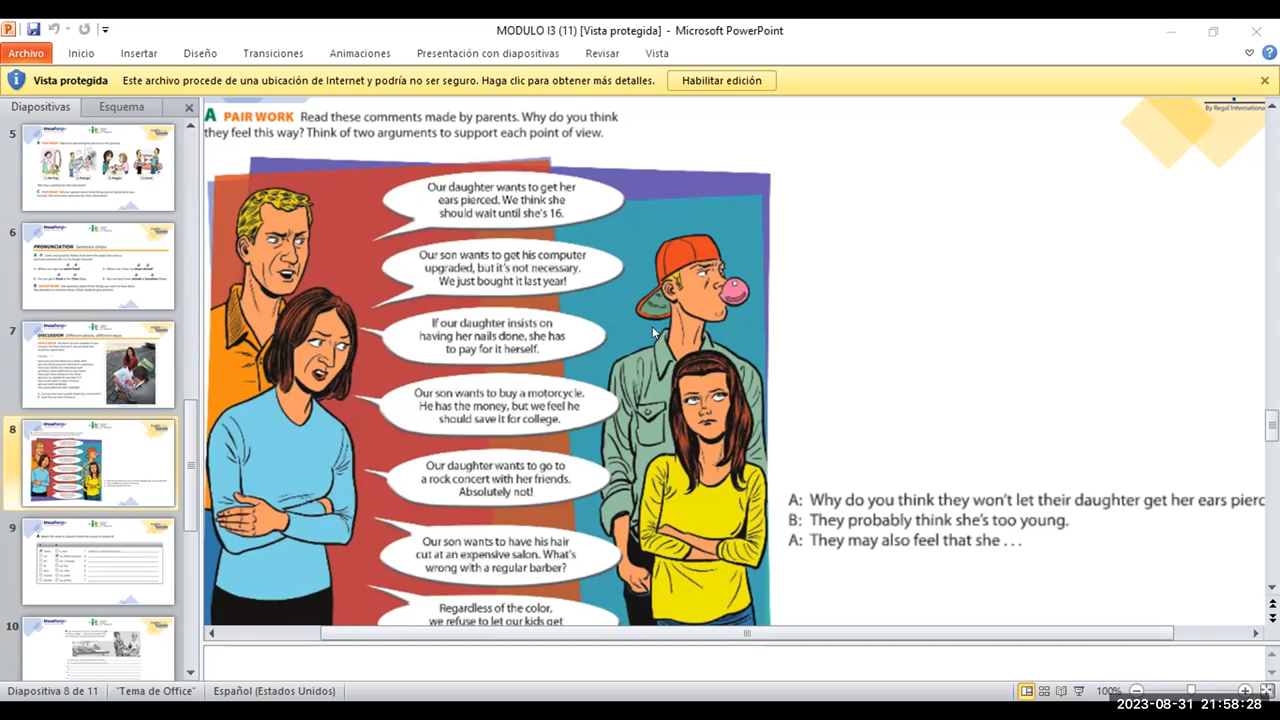 MODULO I3 (11) [Vista protegida] - Microsoft PowerPoint
Archivo Inicio Insertar Diseño Transiciones Animaciones Presentación con diapositivas Revisar Vista
Vista protegida Este archivo procede de una ubicación de Internet y podría no ser seguro. Haga clic para obtener más detalles. Habilitar edición
Diapositivas Esquema
By Regal Internationa
A PAIR WORK Read these comments made by parents. Why do you think
they feel this way? Think of two arguments to support each point of view.
Our daughter wants to get her
ears pierced. We think she
should wait until she's 16.
Our son wants to get his computer
upgraded, but it's not necessary.
We just bought it last year!
If our daughter insists on
having her nails done, she has
to pay for it herself.
Our son wants to buy a motorcycle.
He has the money, but we feel he
should save it for college.
Our daughter wants to go to
a rock concert with her friends.
Absolutely not!
Our son wants to have his hair
cut at an expensive salon. What's
wrong with a regular barber?
Regardless of the color,
we refuse to let our kids get
A: Why do you think they won't let their daughter get her ears pierc
B: They probably think she's too young.
A: They may also feel that she . . .
5
6
PRONUNCIATION Sentence stress
7
DISCUSSION Different places, different ways
8
9
10
Diapositiva 8 de 11 "Tema de Office" Español (Estados Unidos) 100%
2023-08-31 21:58:28